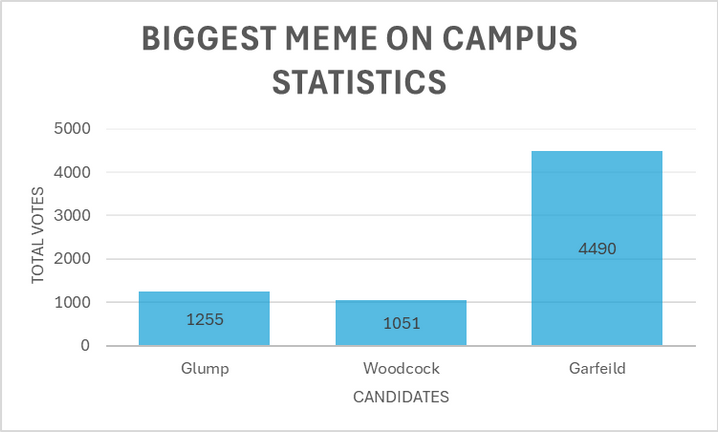 BIGGEST MEME ON CAMPUS
STATISTICS
5000
4000
3000
2000
1000
0
TOTAL VOTES
1255
1051
4490
Glump
Woodcock
Garfeild
CANDIDATES